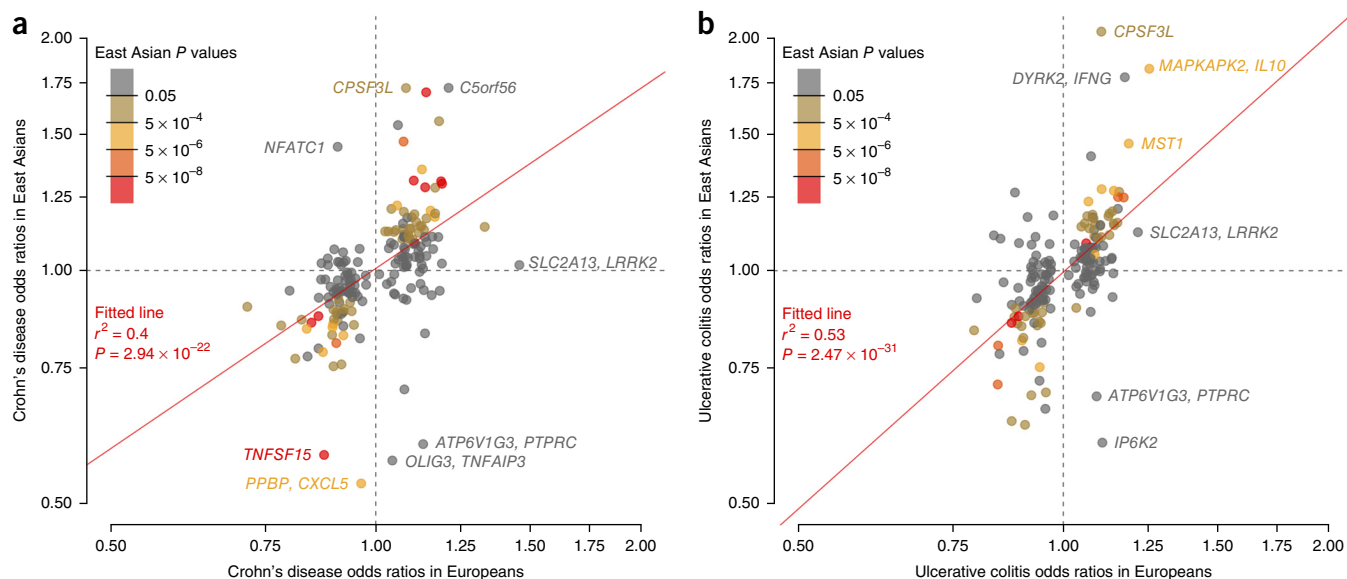 a
East Asian P values
0.05
5 × 10⁻⁴
5 × 10⁻⁶
5 × 10⁻⁸
CPSF3L
C5orf56
NFATC1
SLC2A13, LRRK2
Fitted line
r² = 0.4
P = 2.94 × 10⁻²²
ATP6V1G3, PTPRC
TNFSF15
OLIG3, TNFAIP3
PPBP, CXCL5
Crohn's disease odds ratios in East Asians
2.00
1.75
1.50
1.25
1.00
0.75
0.50
0.50 0.75 1.00 1.25 1.50 1.75 2.00
Crohn's disease odds ratios in Europeans
b
East Asian P values
0.05
5 × 10⁻⁴
5 × 10⁻⁶
5 × 10⁻⁸
CPSF3L
MAPKAPK2, IL10
DYRK2, IFNG
MST1
SLC2A13, LRRK2
Fitted line
r² = 0.53
P = 2.47 × 10⁻³¹
ATP6V1G3, PTPRC
IP6K2
Ulcerative colitis odds ratios in East Asians
2.00
1.75
1.50
1.25
1.00
0.75
0.50
0.50 0.75 1.00 1.25 1.50 1.75 2.00
Ulcerative colitis odds ratios in Europeans